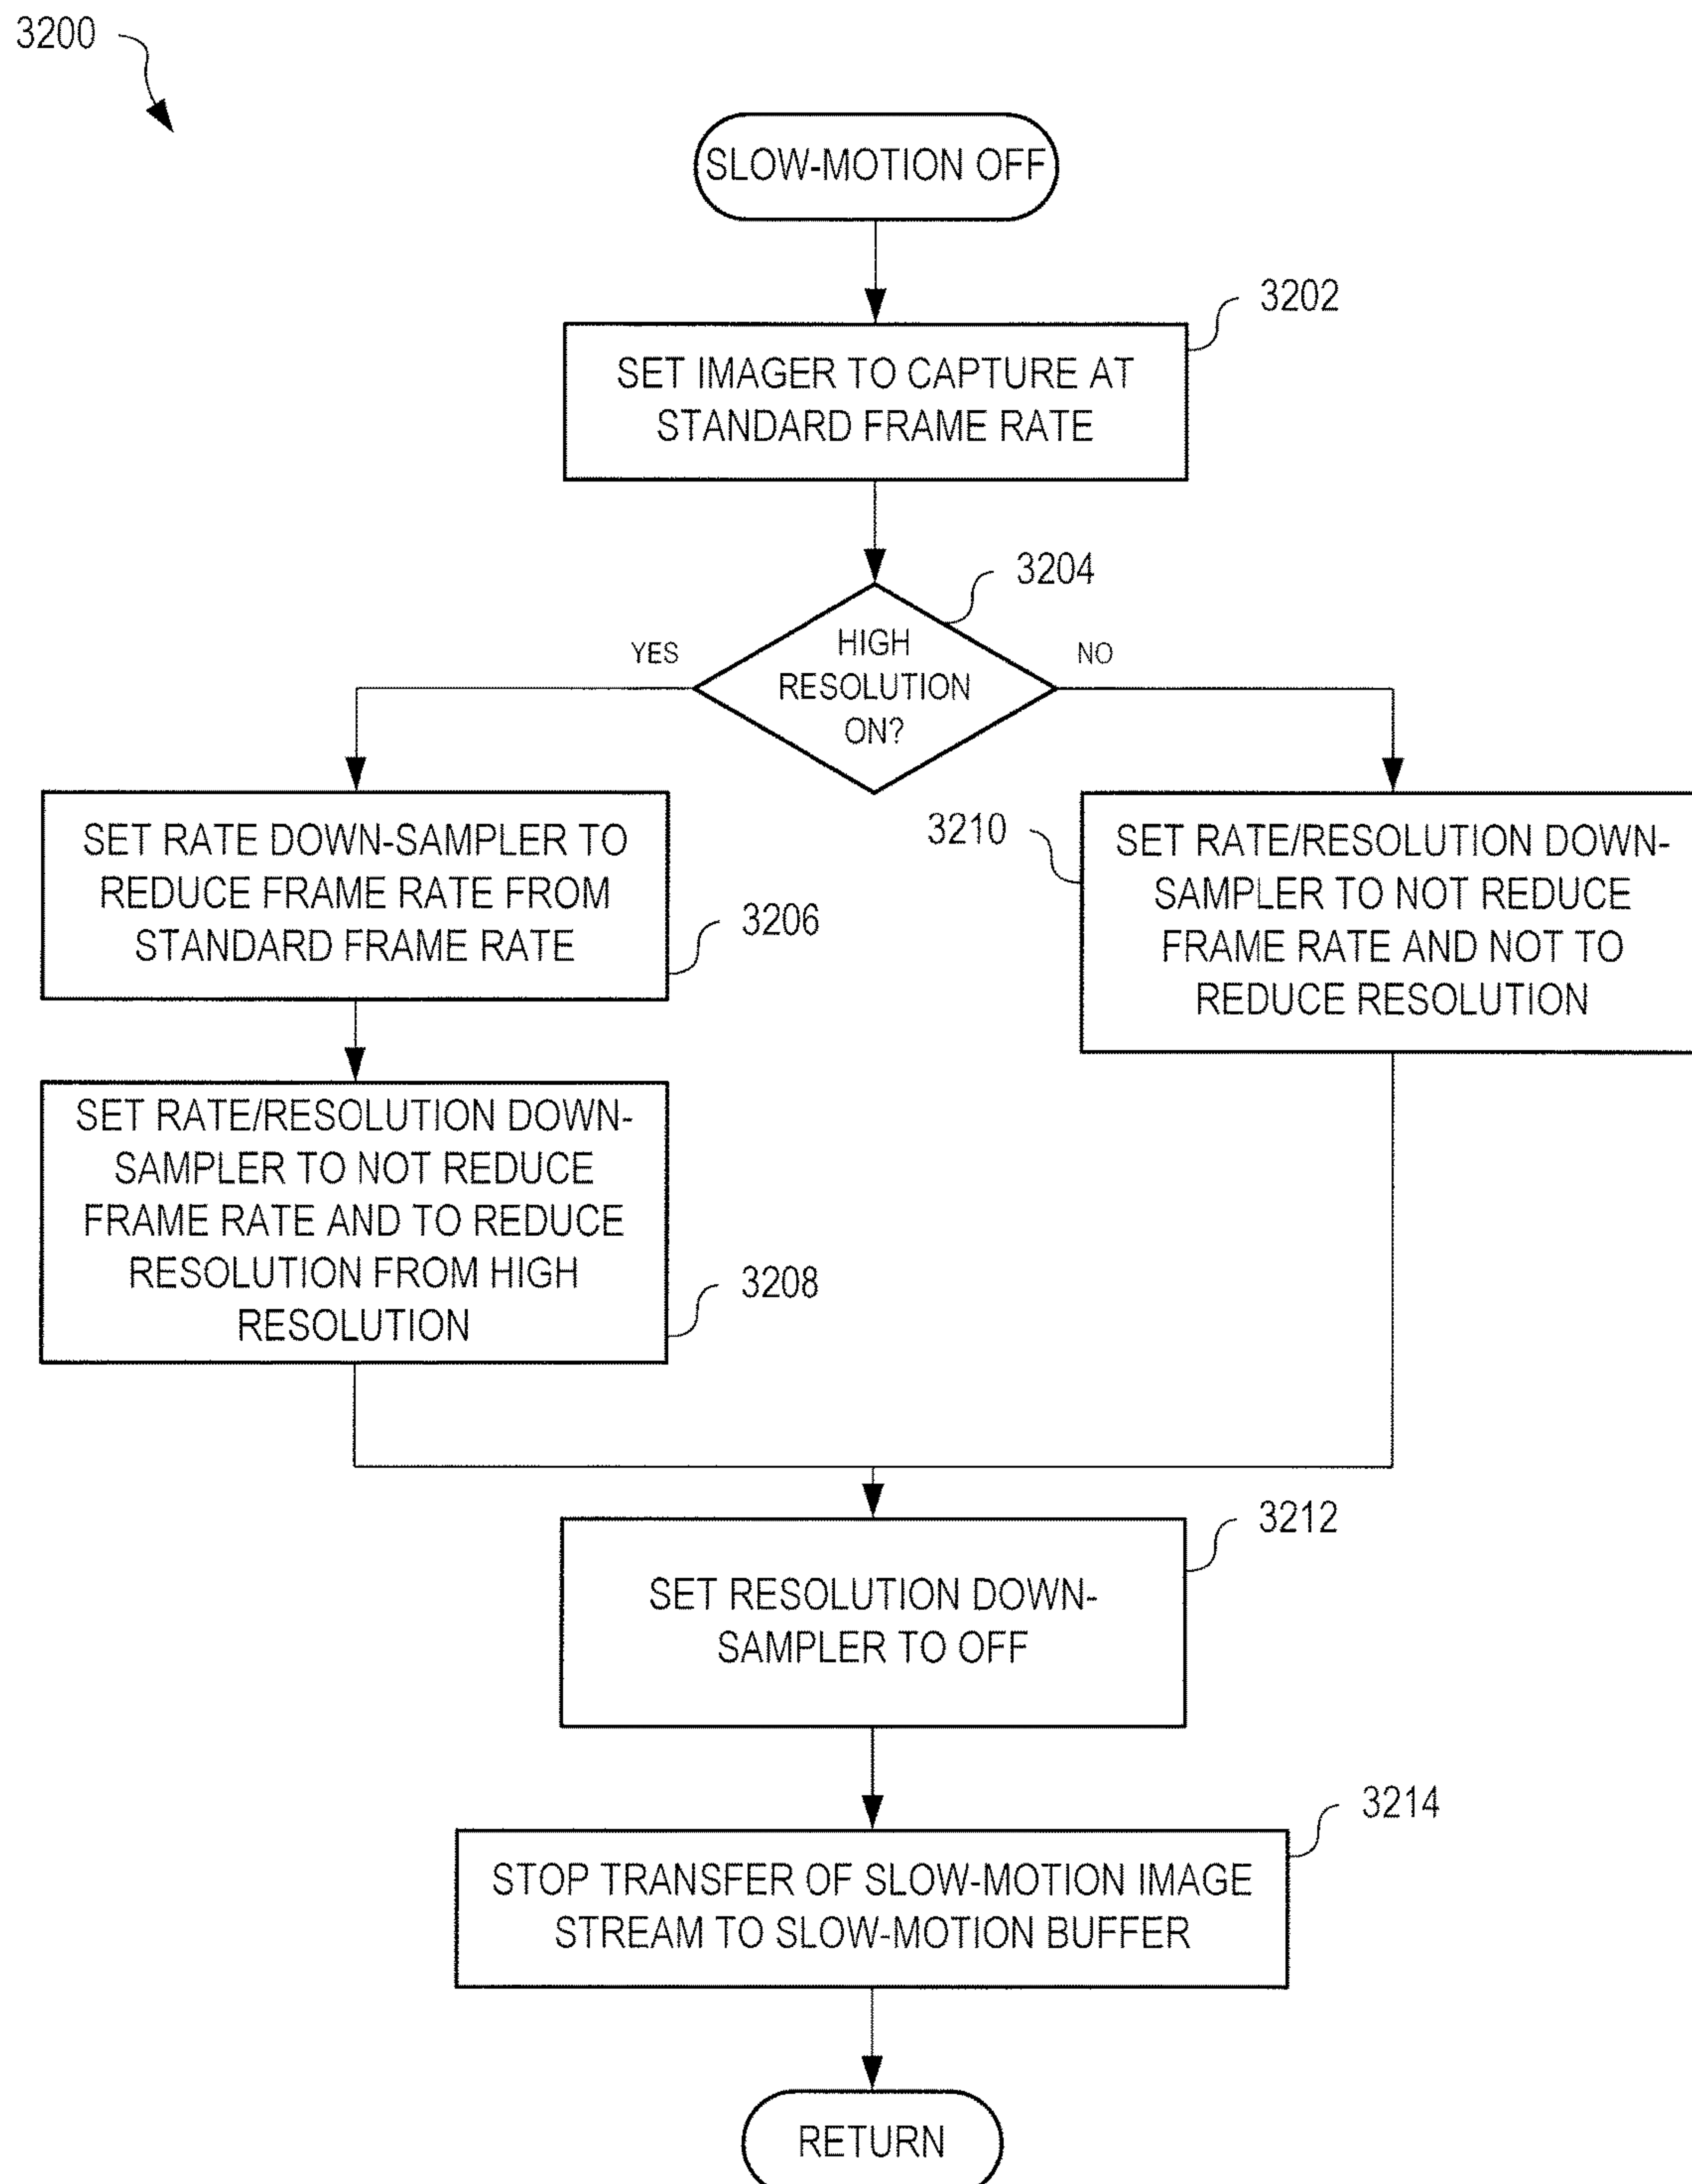 3200
SLOW-MOTION OFF
3202
SET IMAGER TO CAPTURE AT
STANDARD FRAME RATE
3204
HIGH
RESOLUTION
ON?
YES
NO
SET RATE DOWN-SAMPLER TO
REDUCE FRAME RATE FROM
STANDARD FRAME RATE
3206
3210
SET RATE/RESOLUTION DOWN-
SAMPLER TO NOT REDUCE
FRAME RATE AND NOT TO
REDUCE RESOLUTION
SET RATE/RESOLUTION DOWN-
SAMPLER TO NOT REDUCE
FRAME RATE AND TO REDUCE
RESOLUTION FROM HIGH
RESOLUTION
3208
3212
SET RESOLUTION DOWN-
SAMPLER TO OFF
3214
STOP TRANSFER OF SLOW-MOTION IMAGE
STREAM TO SLOW-MOTION BUFFER
RETURN